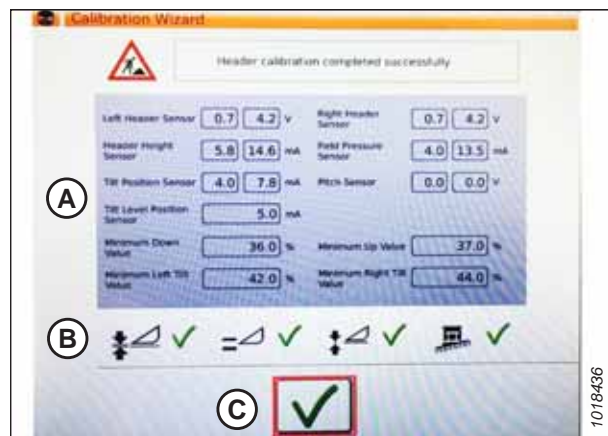 Calibration Wizard
Header calibration completed successfully
Left Header Sensor 0.7 4.2 v Right Header Sensor 0.7 4.2 v
Header Height Sensor 5.8 14.6 mA Field Pressure Sensor 4.0 13.5 mA
Tilt Position Sensor 4.0 7.8 mA Pitch Sensor 0.0 0.0 v
Tilt Level Position Sensor 5.0 mA
Minimum Down Value 36.0 % Minimum Up Value 37.0 %
Minimum Left Tilt Value 42.0 % Minimum Right Tilt Value 44.0 %
A
B
C
1018436